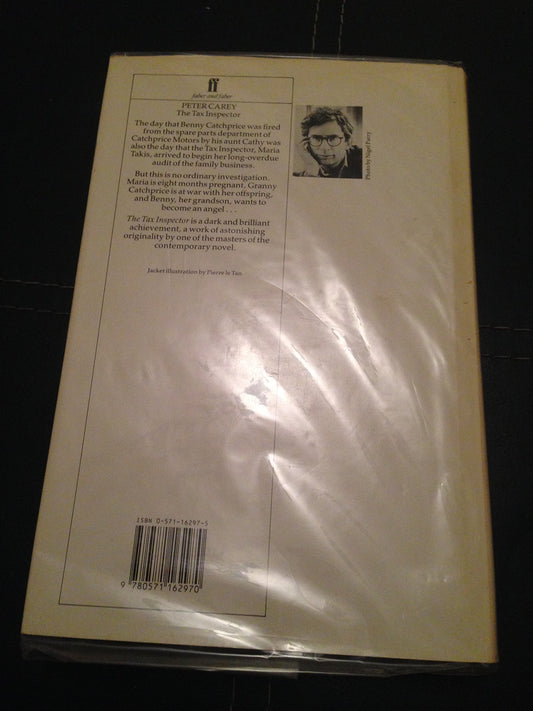 ff
faber and faber
PETER CAREY
The Tax Inspector
The day that Benny Catchprice was fired
from the spare parts department of
Catchprice Motors by his aunt Cathy was
also the day that the Tax Inspector, Maria
Takis, arrived to begin her long-overdue
audit of the family business.
But this is no ordinary investigation.
Maria is eight months pregnant, Granny
Catchprice is at war with her offspring,
and Benny, her grandson, wants to
become an angel . . .
The Tax Inspector is a dark and brilliant
achievement, a work of astonishing
originality by one of the masters of the
contemporary novel.
Jacket illustration by Pierre le Tan
Photo by Nigel Parry
ISBN 0-571-16297-5
9 780571 162970